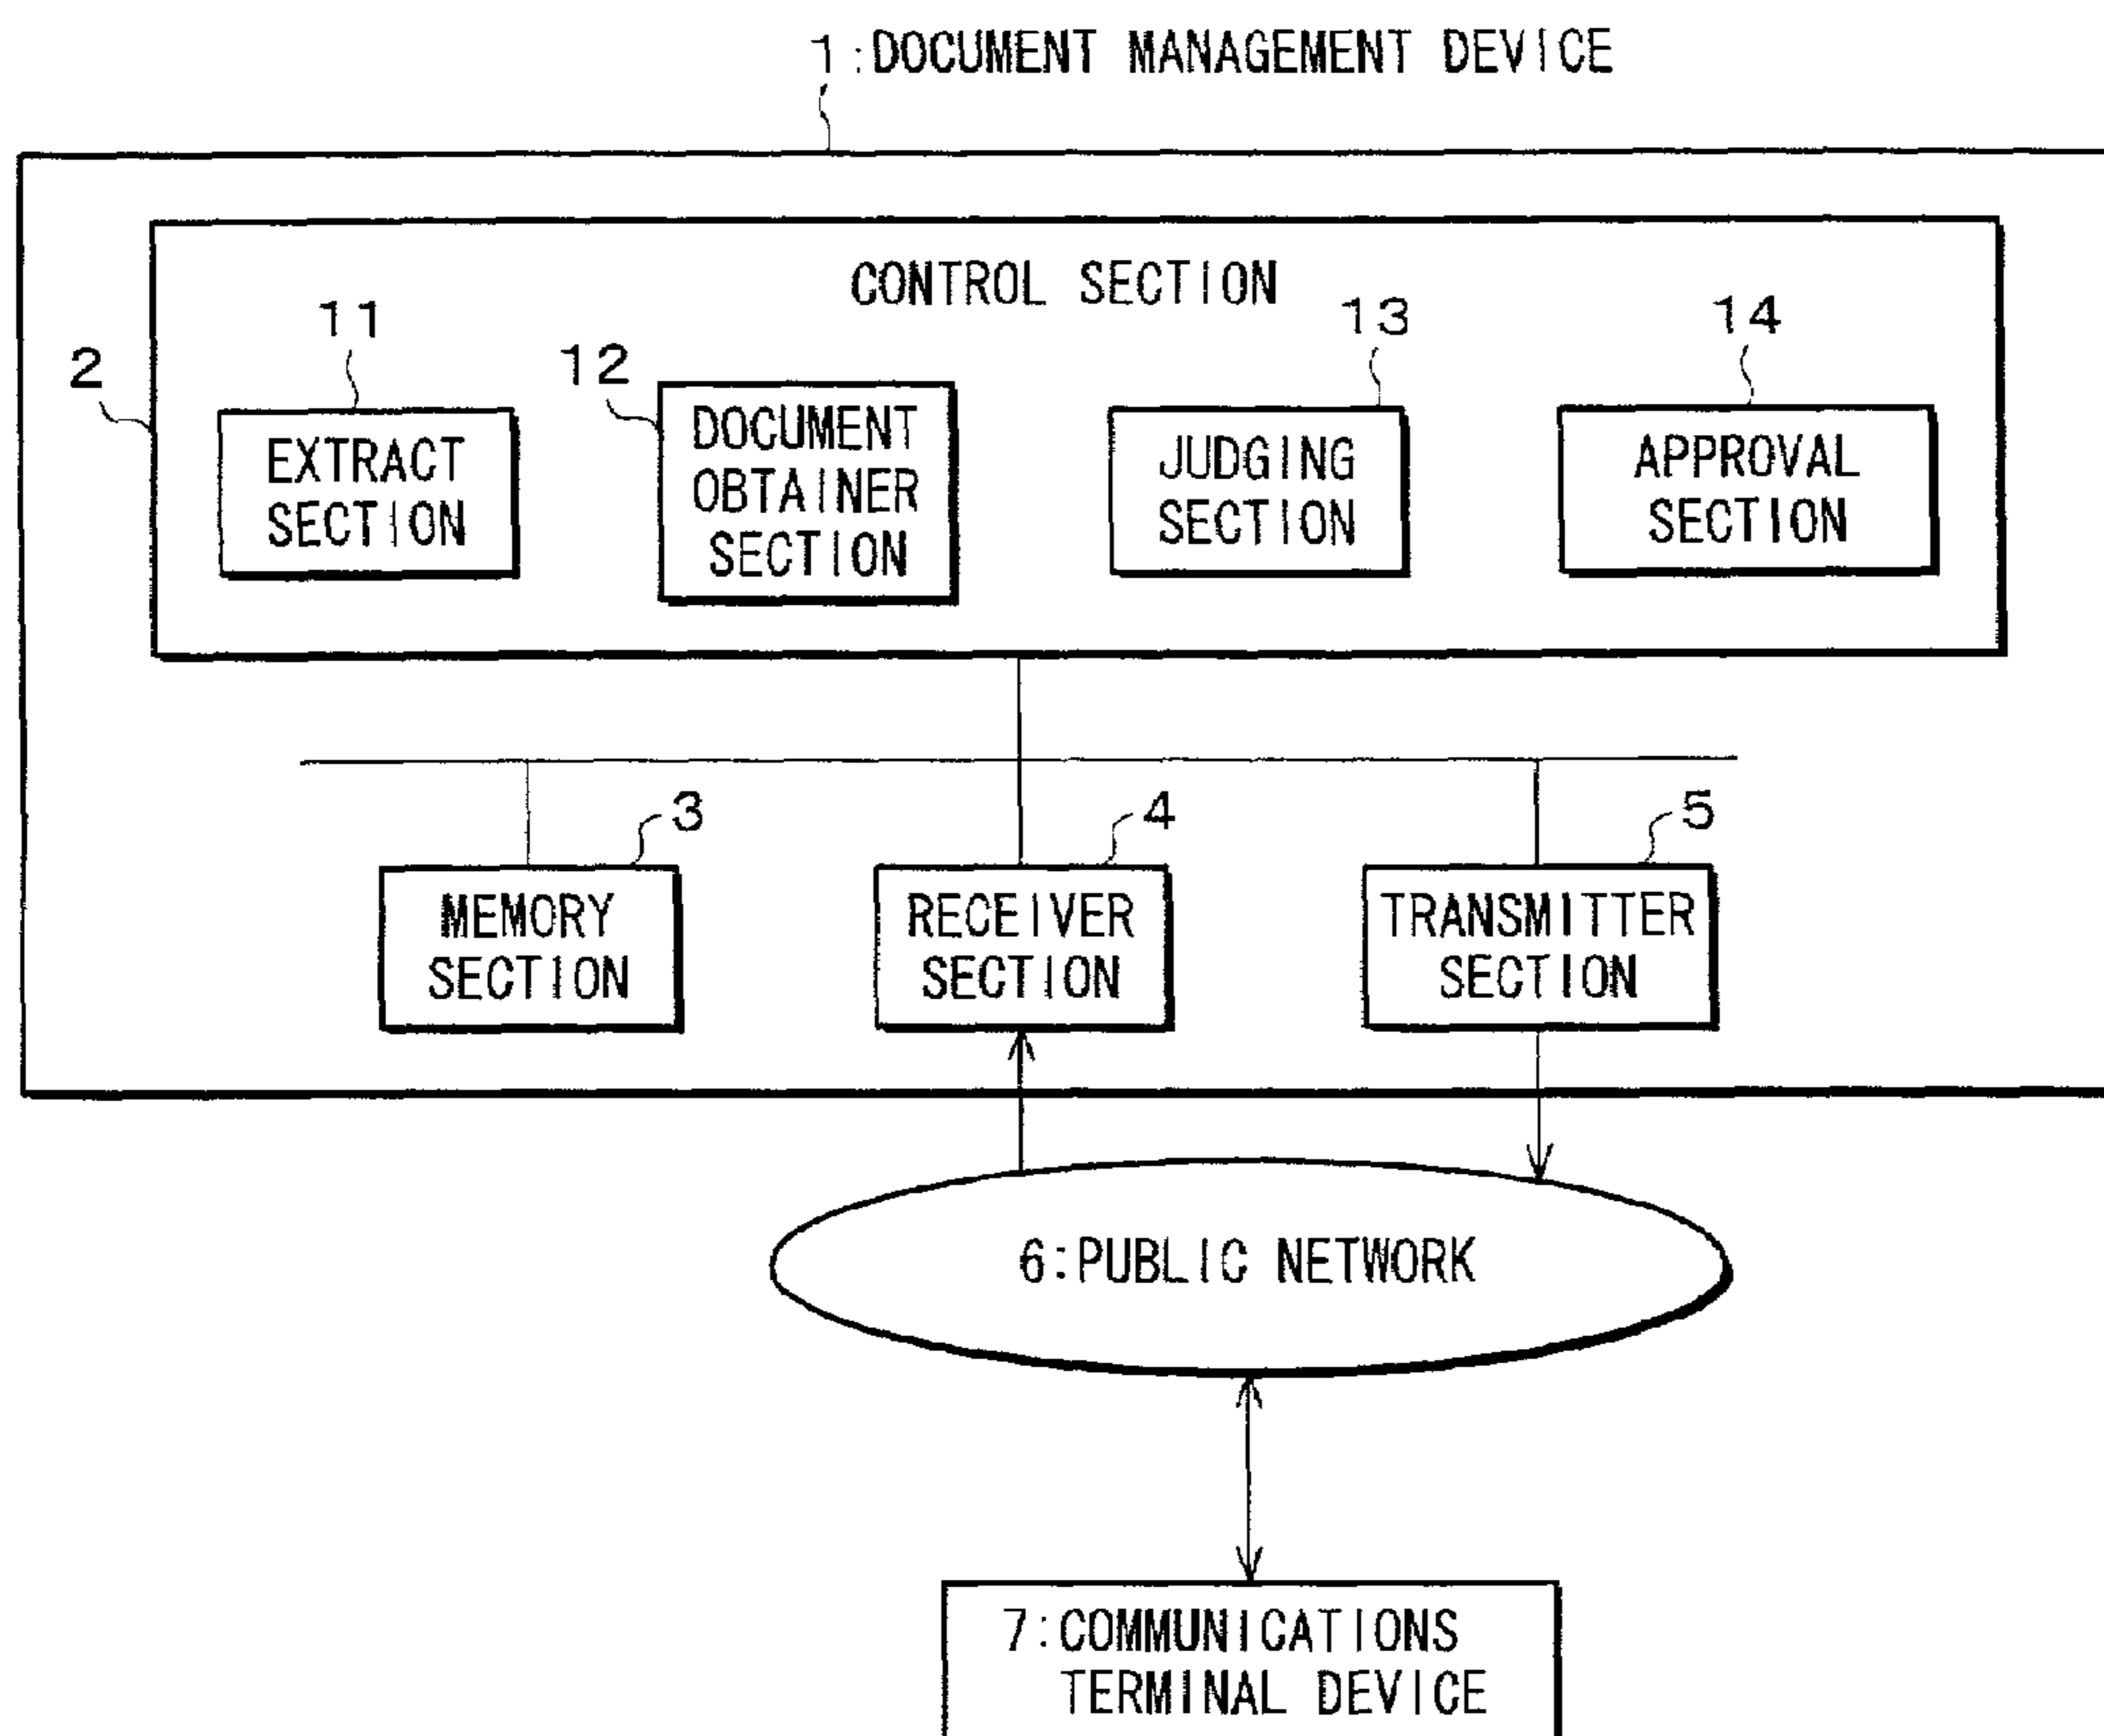 1:DOCUMENT MANAGEMENT DEVICE
CONTROL SECTION
11
13
14
2
12
EXTRACT
SECTION
DOCUMENT
OBTAINER
SECTION
JUDGING
SECTION
APPROVAL
SECTION
3
4
5
MEMORY
SECTION
RECEIVER
SECTION
TRANSMITTER
SECTION
6:PUBLIC NETWORK
7:COMMUNICATIONS
TERMINAL DEVICE